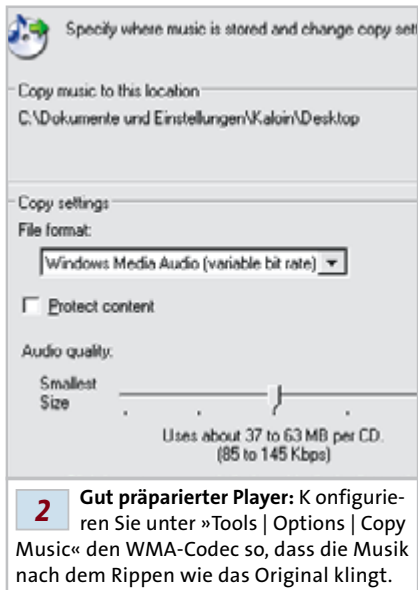 Specify where music is stored and change copy sett
Copy music to this location
C:\Dokumente und Einstellungen\Kaloin\Desktop
Copy settings
File format:
Windows Media Audio (variable bit rate)
Protect content
Audio quality:
Smallest
Size
Uses about 37 to 63 MB per CD.
(85 to 145 Kbps)
2 Gut präparierter Player: K onfigurie-
ren Sie unter »Tools | Options | Copy
Music« den WMA-Codec so, dass die Musik
nach dem Rippen wie das Original klingt.